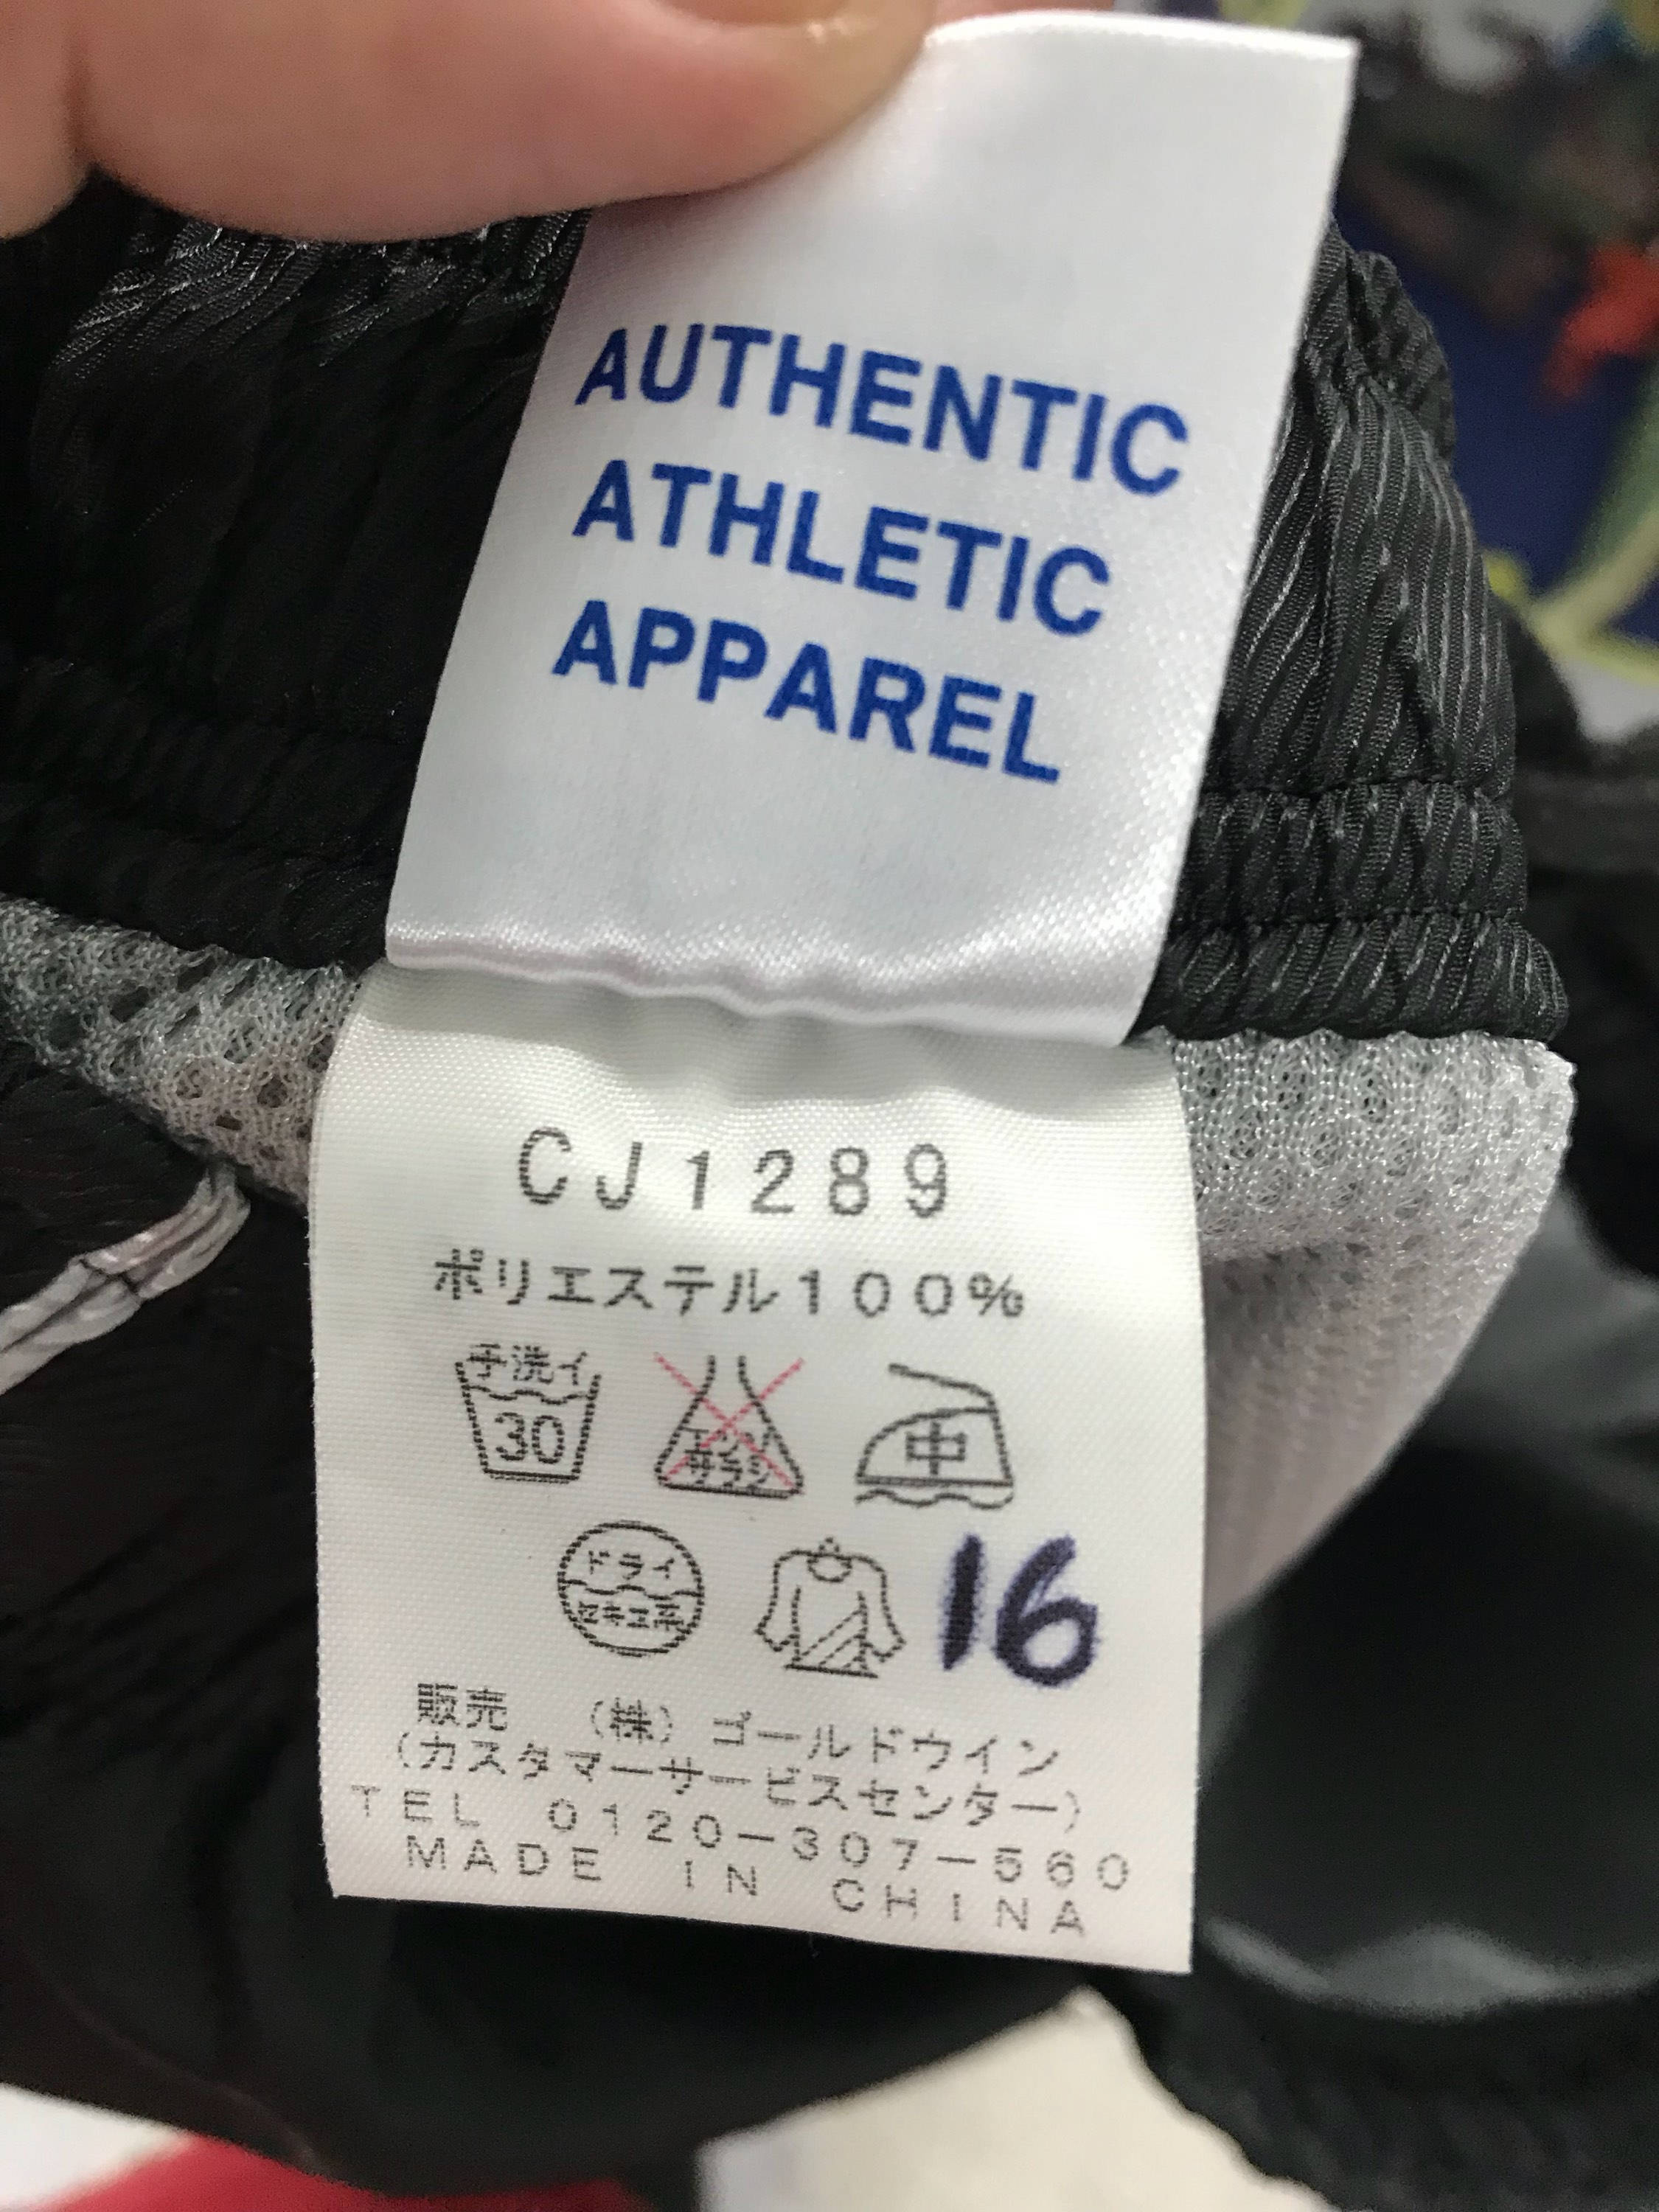 AUTHENTIC
ATHLETIC
APPAREL
CJ1289
ポリエステル100%
手洗イ
30
中
ドライ
16
販売 (株) ゴールドウイン
(カスタマーサービスセンター)
TEL 0120-307-560
MADE IN CHINA